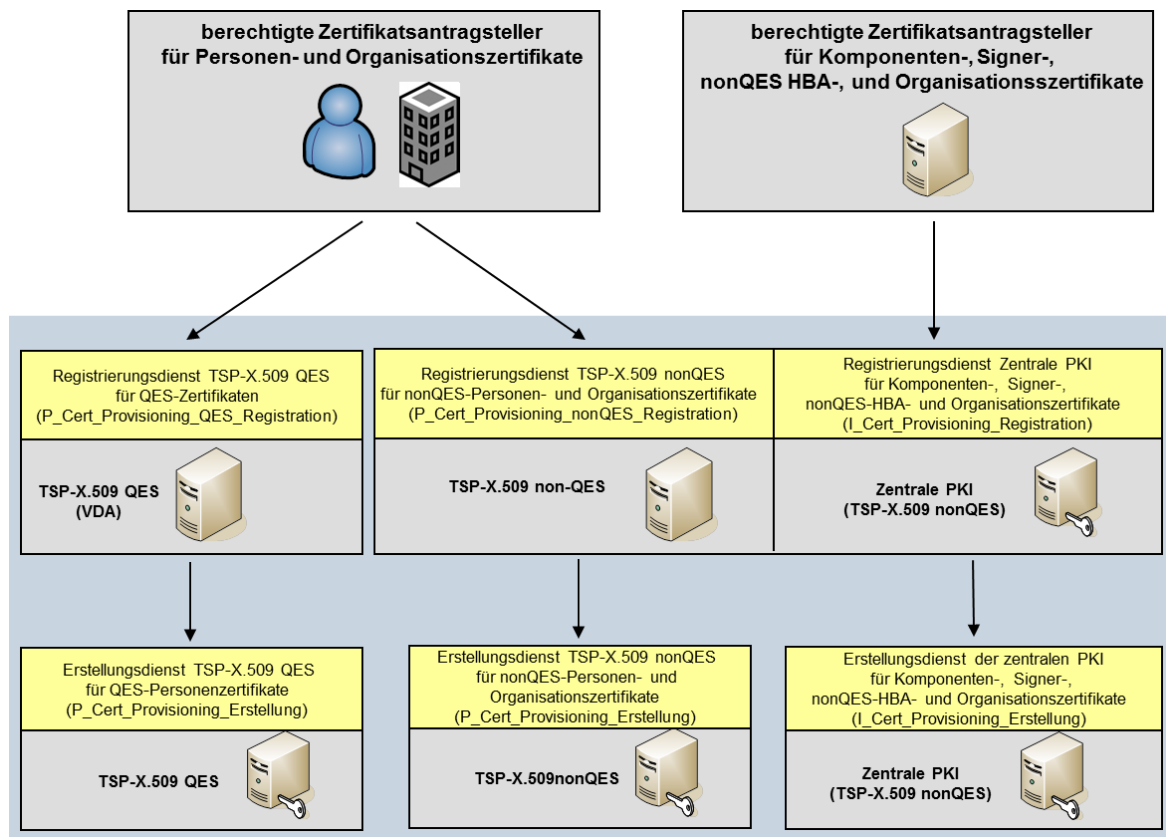 berechtigte Zertifikatsantragsteller
für Personen- und Organisationszertifikate
berechtigte Zertifikatsantragsteller
für Komponenten-, Signer-,
nonQES HBA-, und Organisationsszertifikate
Registrierungsdienst TSP-X.509 QES
für QES-Zertifikaten
(P_Cert_Provisioning_QES_Registration)
TSP-X.509 QES
(VDA)
Registrierungsdienst TSP-X.509 nonQES
für nonQES-Personen- und Organisationszertifikate
(P_Cert_Provisioning_nonQES_Registration)
TSP-X.509 non-QES
Registrierungsdienst Zentrale PKI
für Komponenten-, Signer-,
nonQES-HBA- und Organisationszertifikate
(I_Cert_Provisioning_Registration)
Zentrale PKI
(TSP-X.509 nonQES)
Erstellungsdienst TSP-X.509 QES
für QES-Personenzertifikate
(P_Cert_Provisioning_Erstellung)
TSP-X.509 QES
Erstellungsdienst TSP-X.509 nonQES
für nonQES-Personen- und
Organisationszertifikate
(P_Cert_Provisioning_Erstellung)
TSP-X.509nonQES
Erstellungsdienst der zentralen PKI
für Komponenten-, Signer-,
nonQES-HBA- und Organisationszertifikate
(I_Cert_Provisioning_Erstellung)
Zentrale PKI
(TSP-X.509 nonQES)